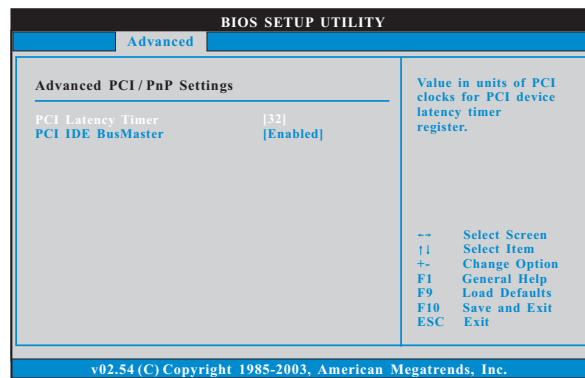 BIOS SETUP UTILITY
Advanced
Advanced PCI / PnP Settings
PCI Latency Timer [32]
PCI IDE BusMaster [Enabled]
Value in units of PCI
clocks for PCI device
latency timer
register.
←→ Select Screen
↑↓ Select Item
+- Change Option
F1 General Help
F9 Load Defaults
F10 Save and Exit
ESC Exit
v02.54 (C) Copyright 1985-2003, American Megatrends, Inc.